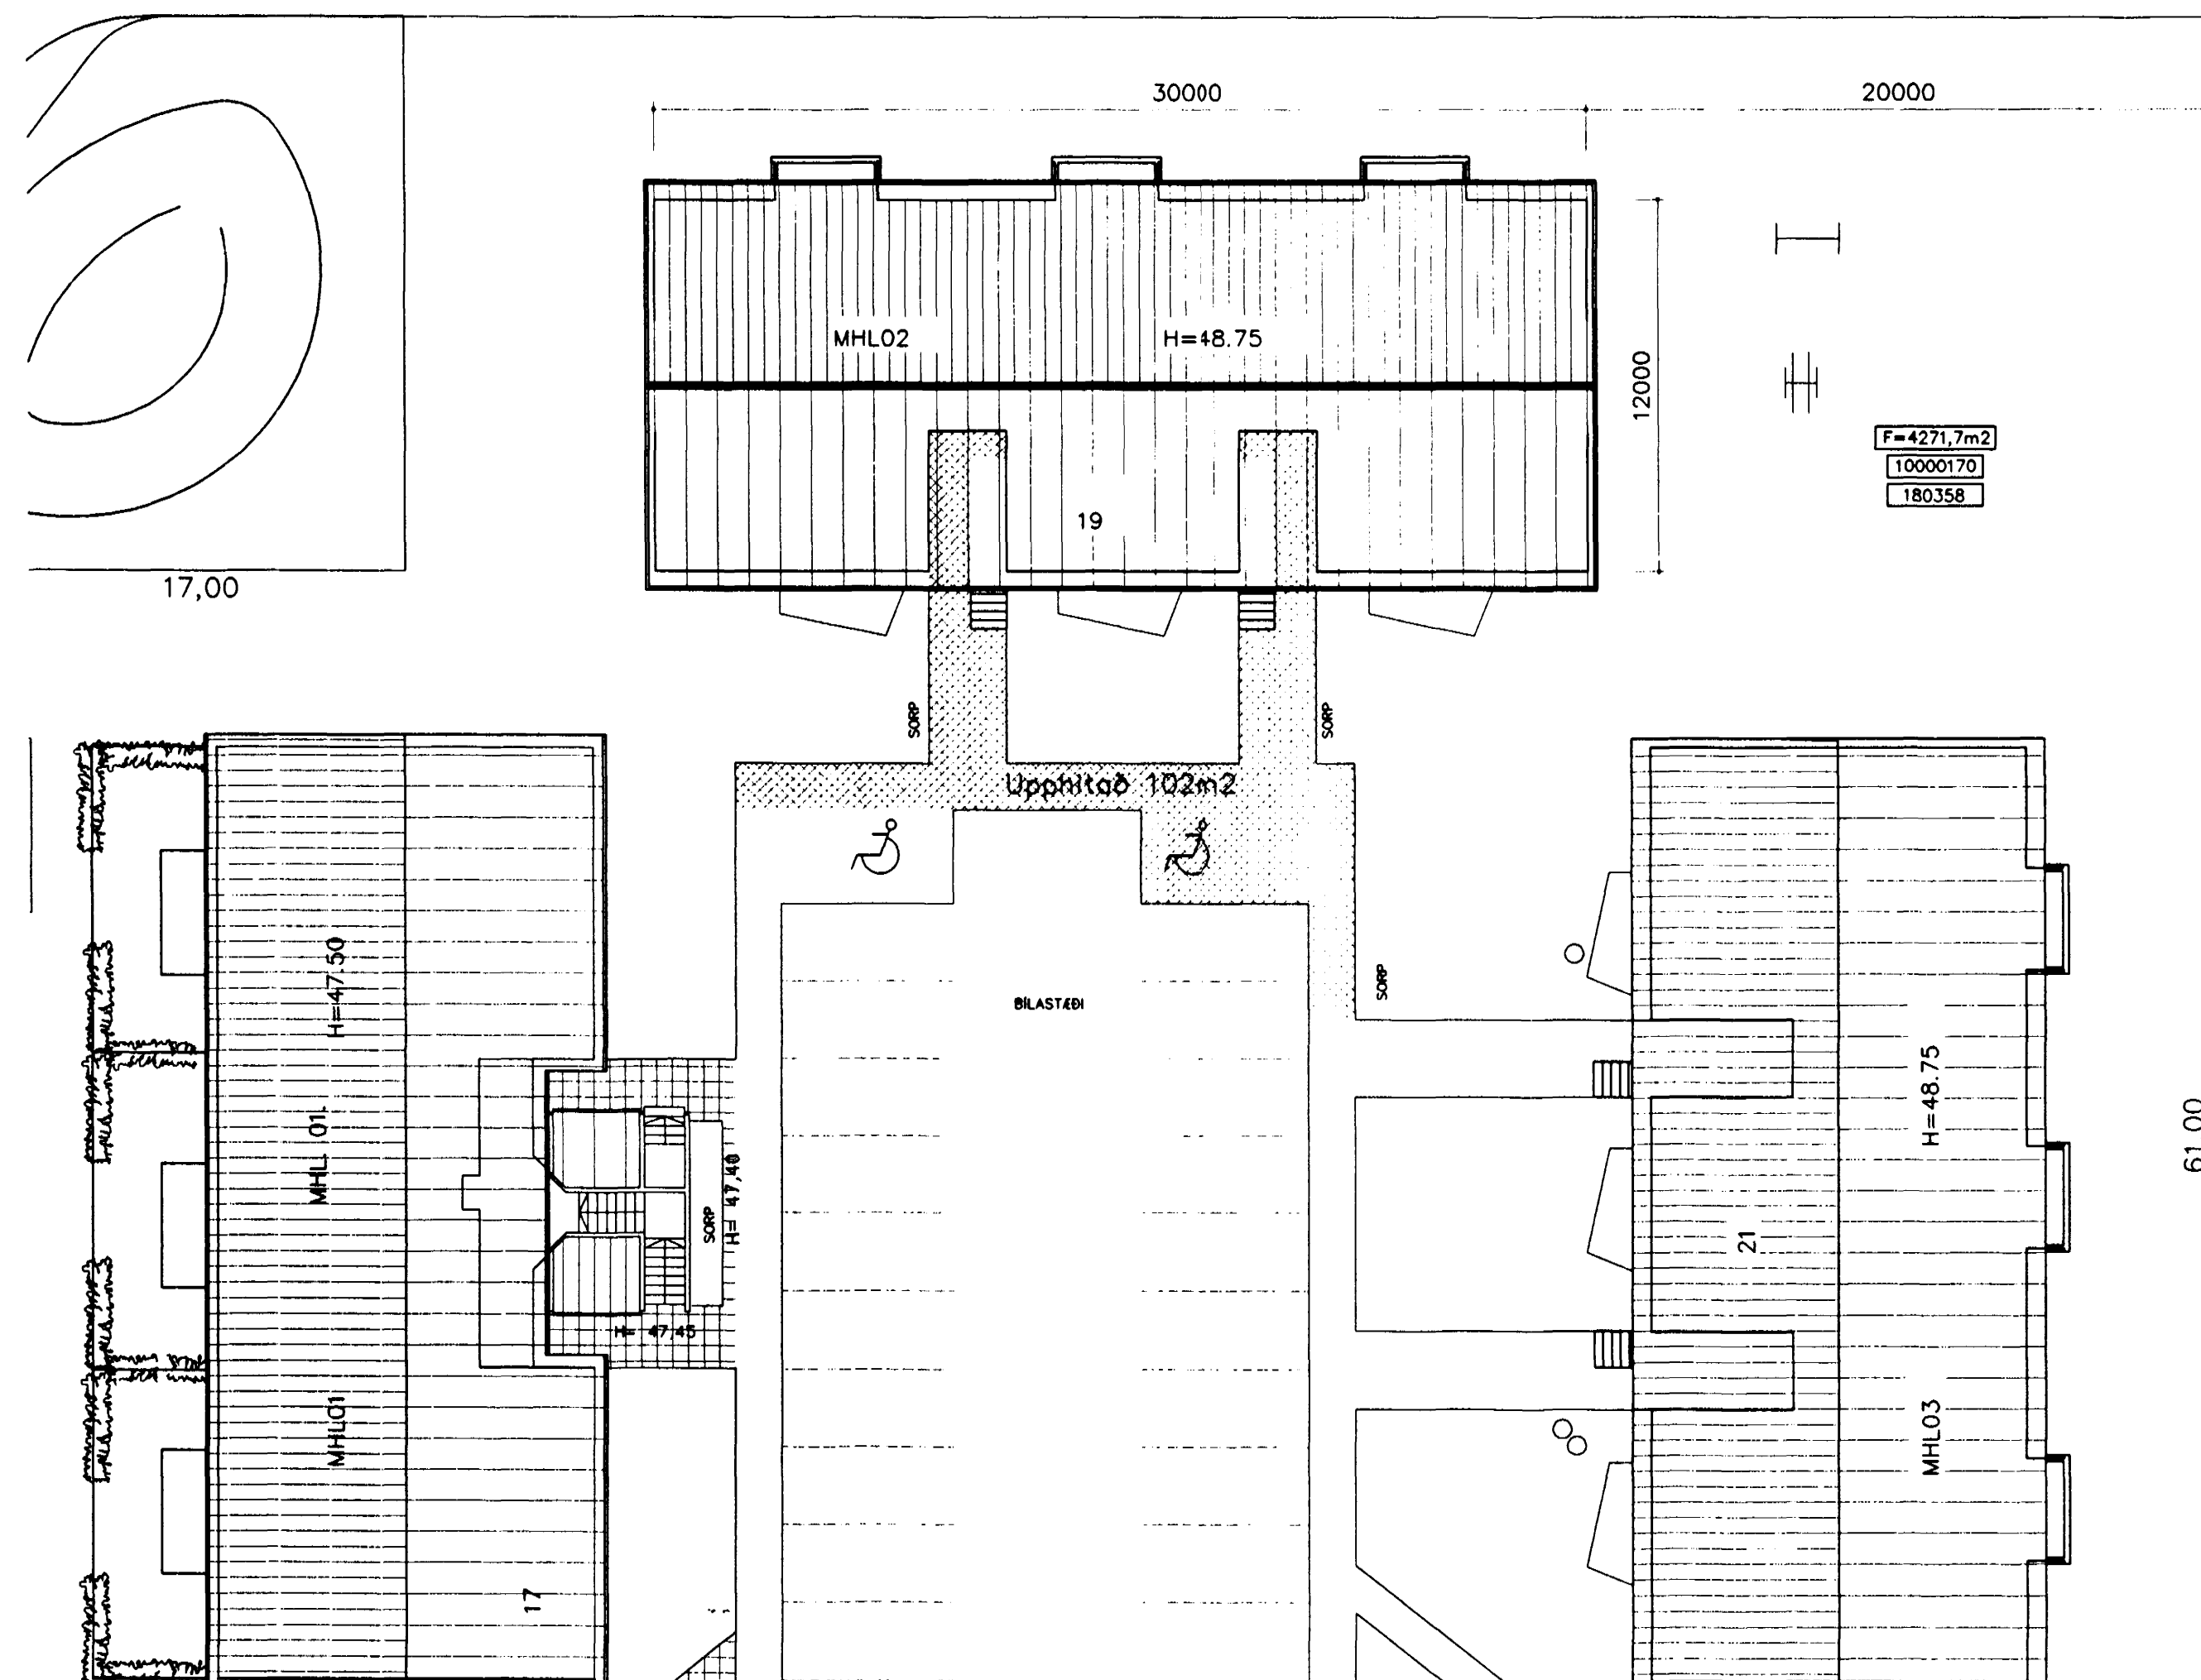 30000
20000
MHL02
H=48.75
12000
F=4271,7m2
10000170
180358
19
17,00
SORP
SORP
Upphitað 102m2
H=47.50
BÍLASTÆÐI
SORP
H=48.75
61,00
MHL 01.
H= 47,40
SORP
21
H= 47,45
MHL01
MHL03
17